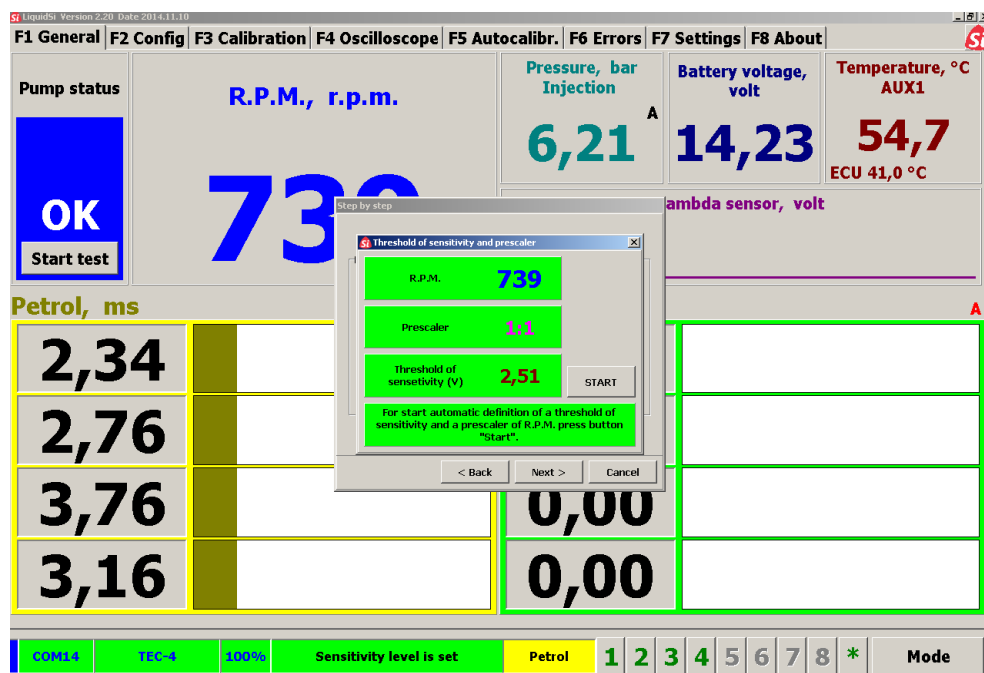 LiquidSi Version 2.20 Date 2014.11.10
F1 General F2 Config F3 Calibration F4 Oscilloscope F5 Autocalibr. F6 Errors F7 Settings F8 About
Si
Pump status
OK
Start test
R.P.M., r.p.m.
739
Pressure, bar
Injection
A
6,21
Battery voltage,
volt
14,23
Temperature, °C
AUX1
54,7
ECU 41,0 °C
ambda sensor, volt
Step by step
Si Threshold of sensitivity and prescaler
R.P.M. 739
Prescaler 1:1
Threshold of
sensetivity (V) 2,51
START
For start automatic definition of a threshold of
sensitivity and a prescaler of R.P.M. press button
"Start".
< Back Next > Cancel
Petrol, ms
A
2,34
2,76
3,76
3,16
0,00
0,00
COM14 TEC-4 100% Sensitivity level is set Petrol 1 2 3 4 5 6 7 8 * Mode